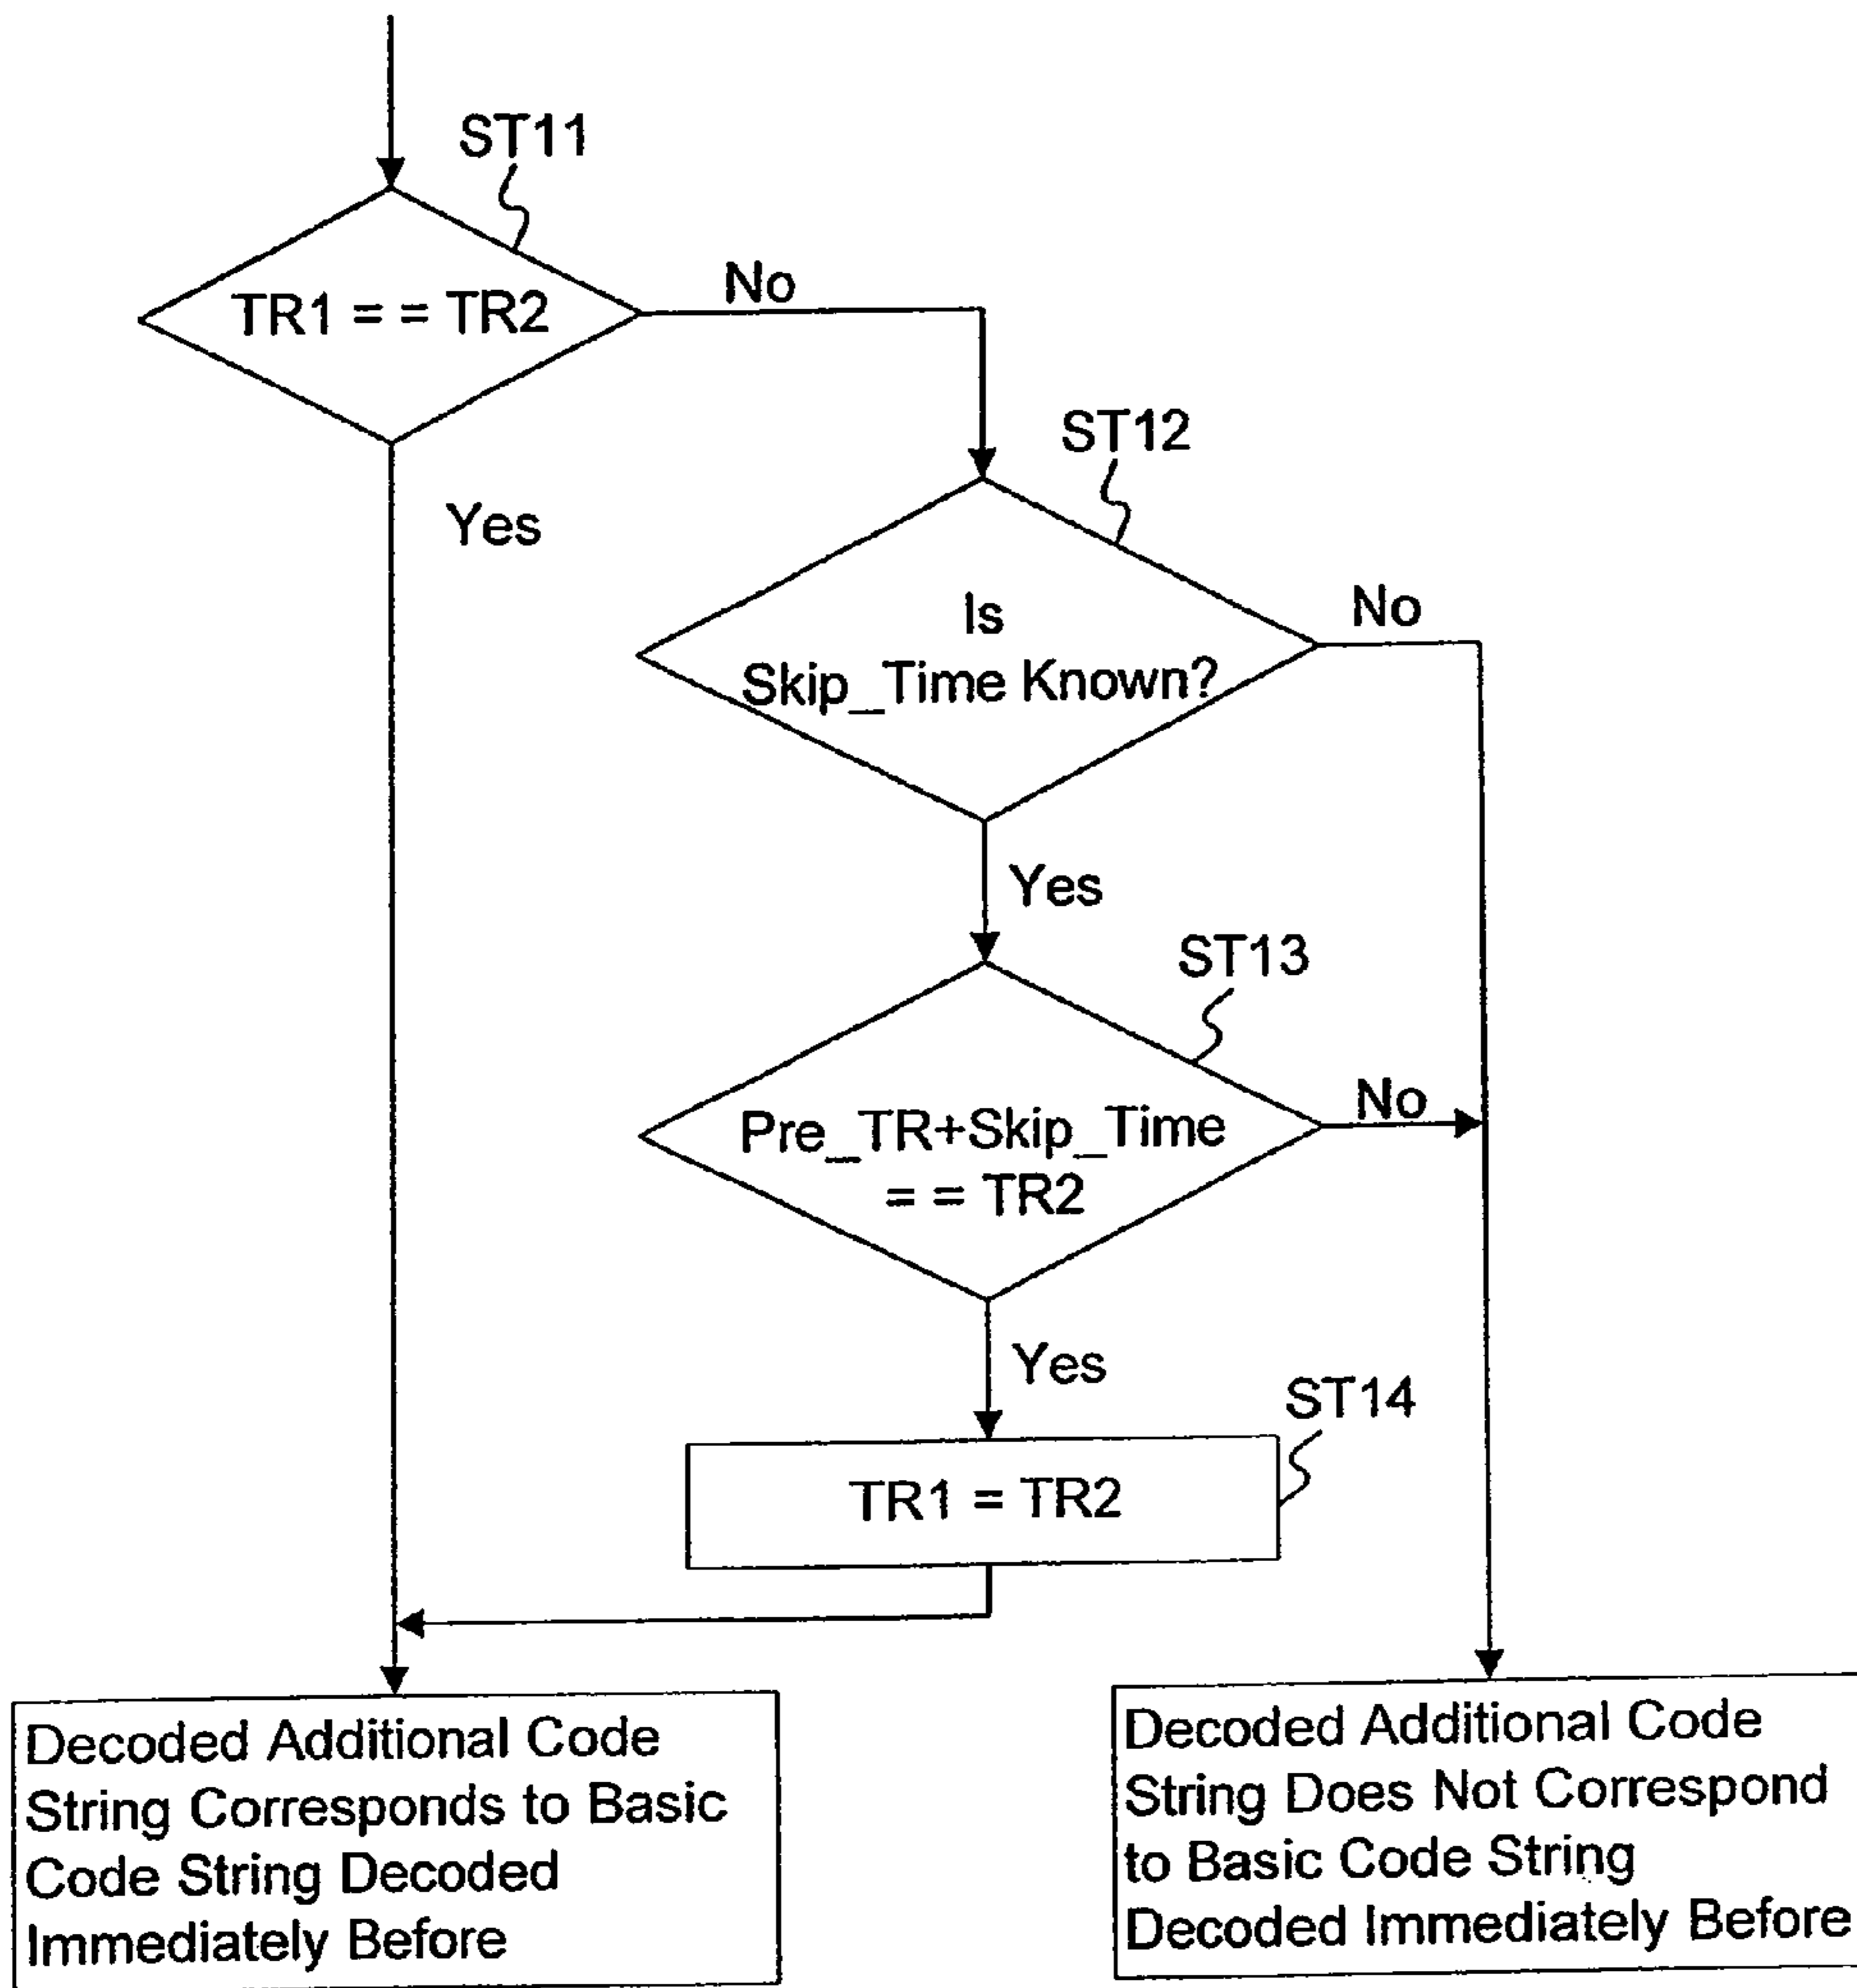 ST11
TR1 = = TR2
No
Yes
ST12
Is
Skip_Time Known?
No
Yes
ST13
Pre_TR+Skip_Time
= = TR2
No
Yes
ST14
TR1 = TR2
Decoded Additional Code
String Corresponds to Basic
Code String Decoded
Immediately Before
Decoded Additional Code
String Does Not Correspond
to Basic Code String
Decoded Immediately Before